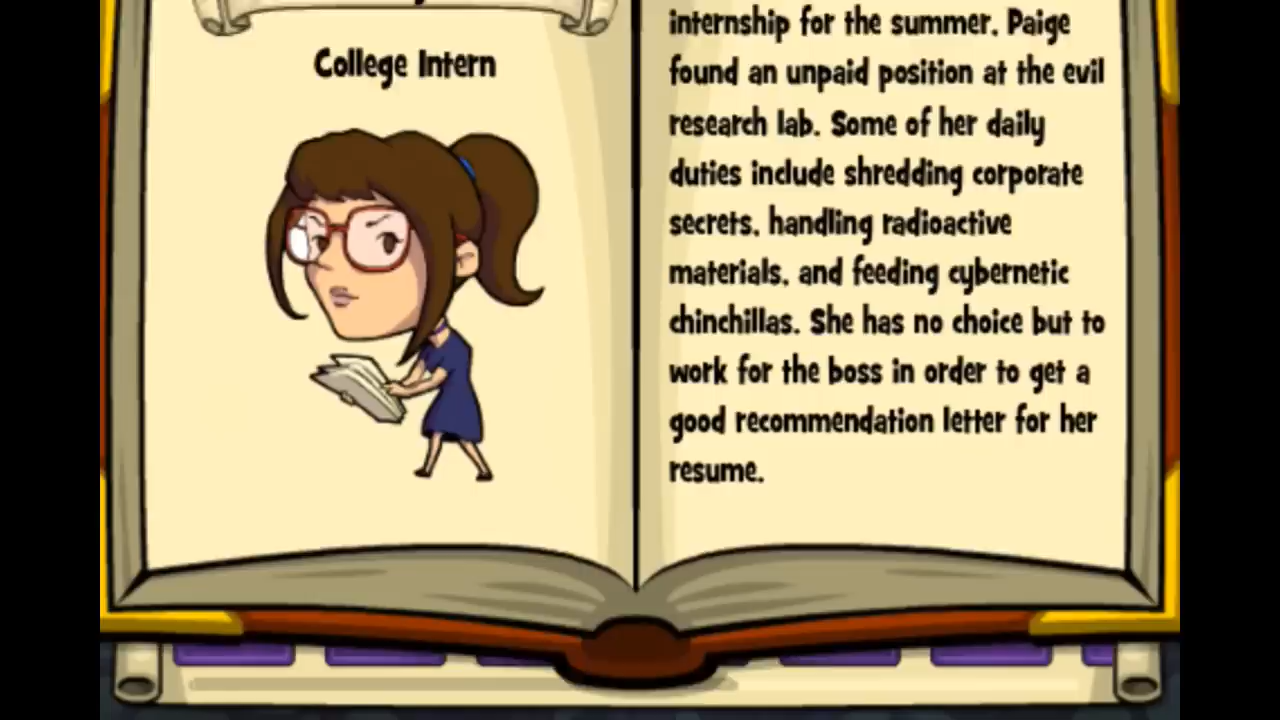 College Intern
internship for the summer. Paige
found an unpaid position at the evil
research lab. Some of her daily
duties include shredding corporate
secrets, handling radioactive
materials, and feeding cybernetic
chinchillas. She has no choice but to
work for the boss in order to get a
good recommendation letter for her
resume.